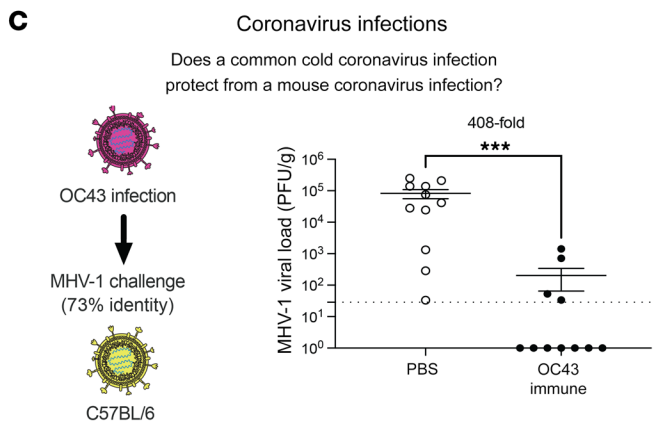 C
Coronavirus infections
Does a common cold coronavirus infection
protect from a mouse coronavirus infection?
OC43 infection
MHV-1 challenge
(73% identity)
C57BL/6
408-fold
***
MHV-1 viral load (PFU/g)
10⁶
10⁵
10⁴
10³
10²
10¹
10⁰
PBS
OC43
immune